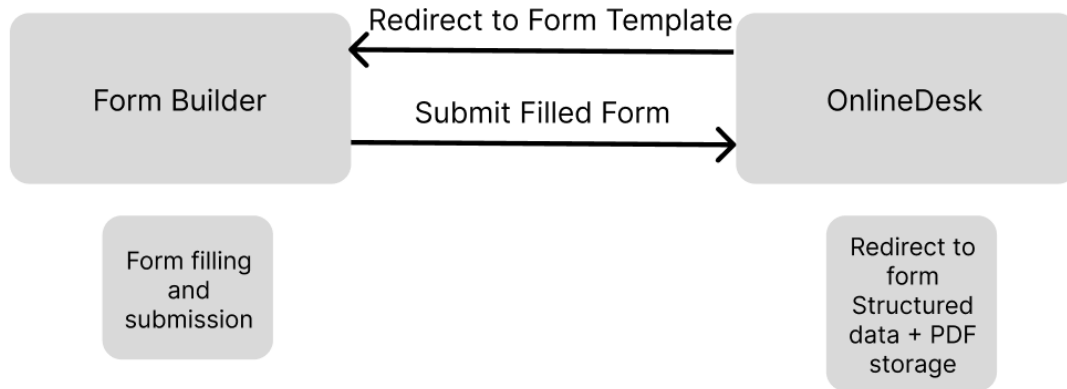 Redirect to Form Template
Form Builder
OnlineDesk
Submit Filled Form
Form filling
and
submission
Redirect to
form
Structured
data + PDF
storage